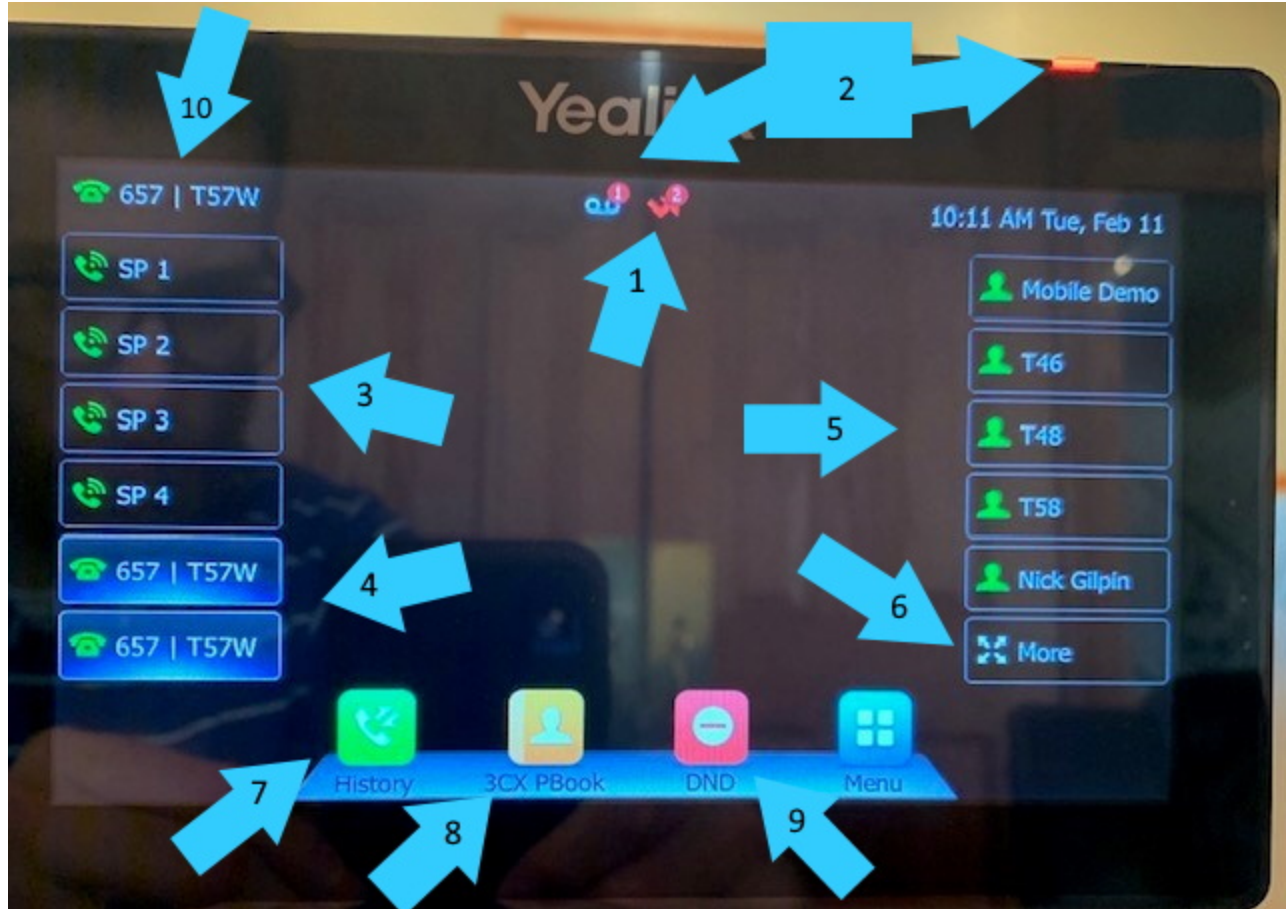 10
2
Yealink
657 | T57W
1
2
10:11 AM Tue, Feb 11
1
SP 1
Mobile Demo
SP 2
T46
3
5
SP 3
T48
SP 4
T58
4
657 | T57W
Nick Gilpin
6
657 | T57W
More
7
History
3CX PBook
DND
Menu
8
9